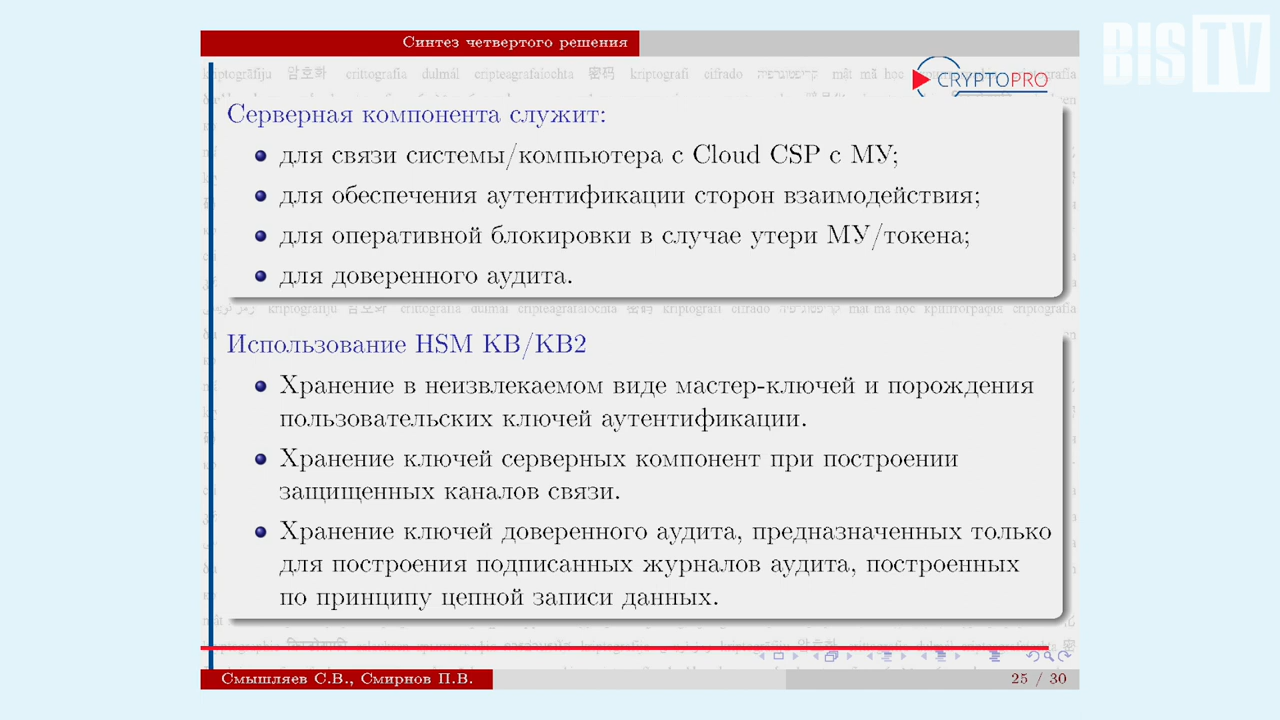 BIS TV
Синтез четвертого решения
CRYPTOPRO
Серверная компонента служит:
для связи системы/компьютера с Cloud CSP с МУ;
для обеспечения аутентификации сторон взаимодействия;
для оперативной блокировки в случае утери МУ/токена;
для доверенного аудита.
Использование HSM КВ/КВ2
Хранение в неизвлекаемом виде мастер-ключей и порождения
пользовательских ключей аутентификации.
Хранение ключей серверных компонент при построении
защищенных каналов связи.
Хранение ключей доверенного аудита, предназначенных только
для построения подписанных журналов аудита, построенных
по принципу цепной записи данных.
Смышляев С.В., Смирнов П.В.
25 / 30